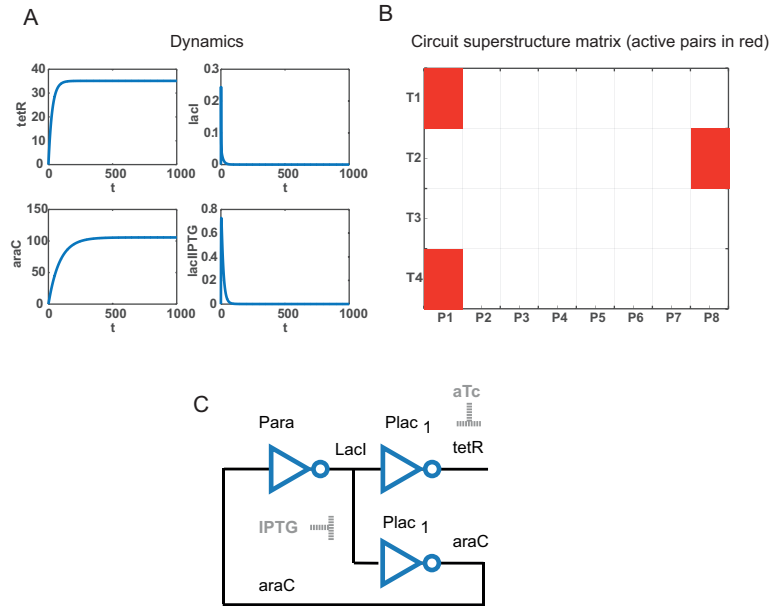 A
Dynamics
tetR
40
30
20
10
0
0
500
1000
t
lacI
0.3
0.2
0.1
0
0
500
1000
t
araC
150
100
50
0
0
500
1000
t
lacIIPTG
0.8
0.6
0.4
0.2
0
0
500
1000
t
B
Circuit superstructure matrix (active pairs in red)
T1
T2
T3
T4
P1 P2 P3 P4 P5 P6 P7 P8
C
aTc
Para
Plac 1
LacI
tetR
IPTG
Plac 1
araC
araC